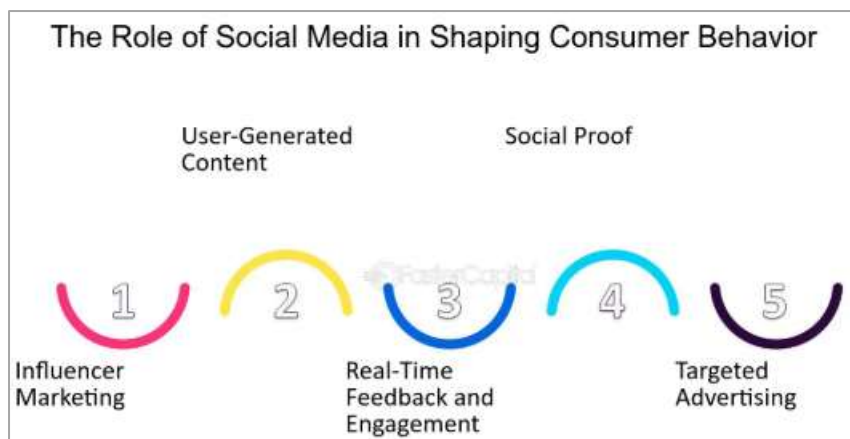 The Role of Social Media in Shaping Consumer Behavior
User-Generated
Content
Social Proof
FasterCapital
1
2
3
4
5
Influencer
Marketing
Real-Time
Feedback and
Engagement
Targeted
Advertising